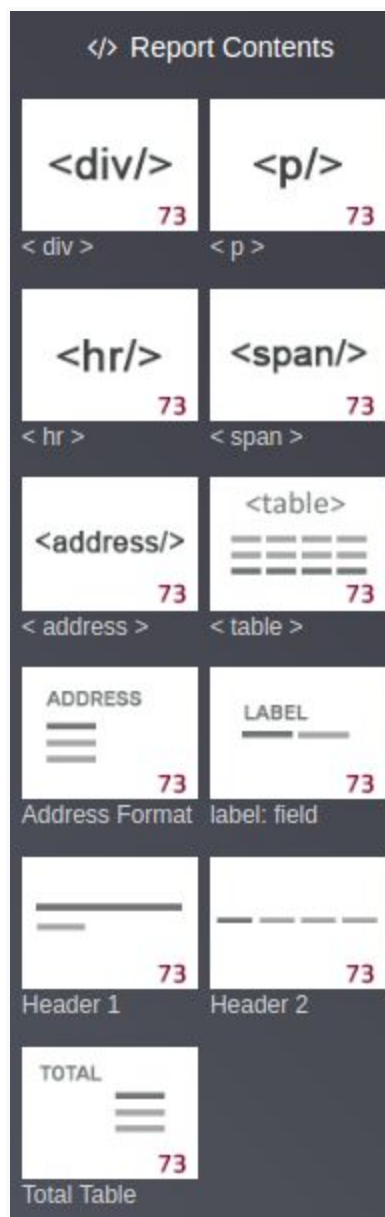 </> Report Contents
<div/> <p/>
73 73
< div > < p >
<hr/> <span/>
73 73
< hr > < span >
<address/> <table>
73 73
< address > < table >
ADDRESS LABEL
73 73
Address Format label: field
73 73
Header 1 Header 2
TOTAL
73
Total Table